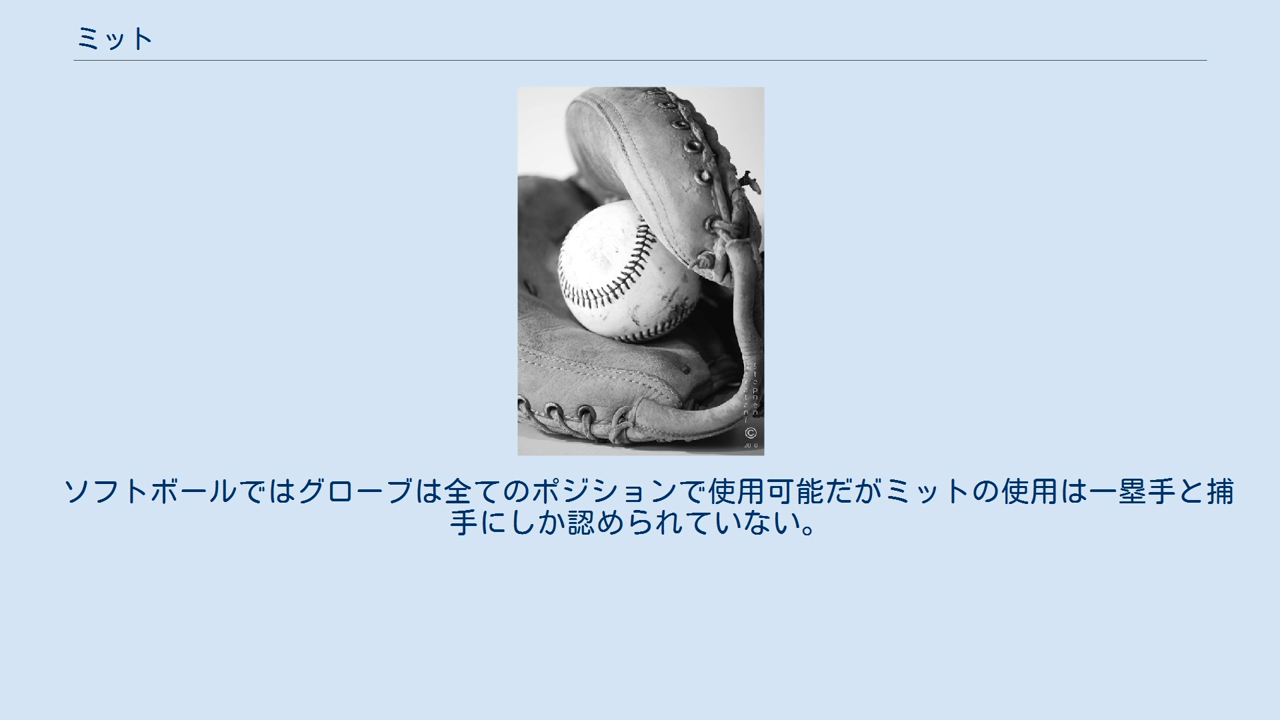 ミット
ソフトボールではグローブは全てのポジションで使用可能だがミットの使用は一塁手と捕
手にしか認められていない。
©